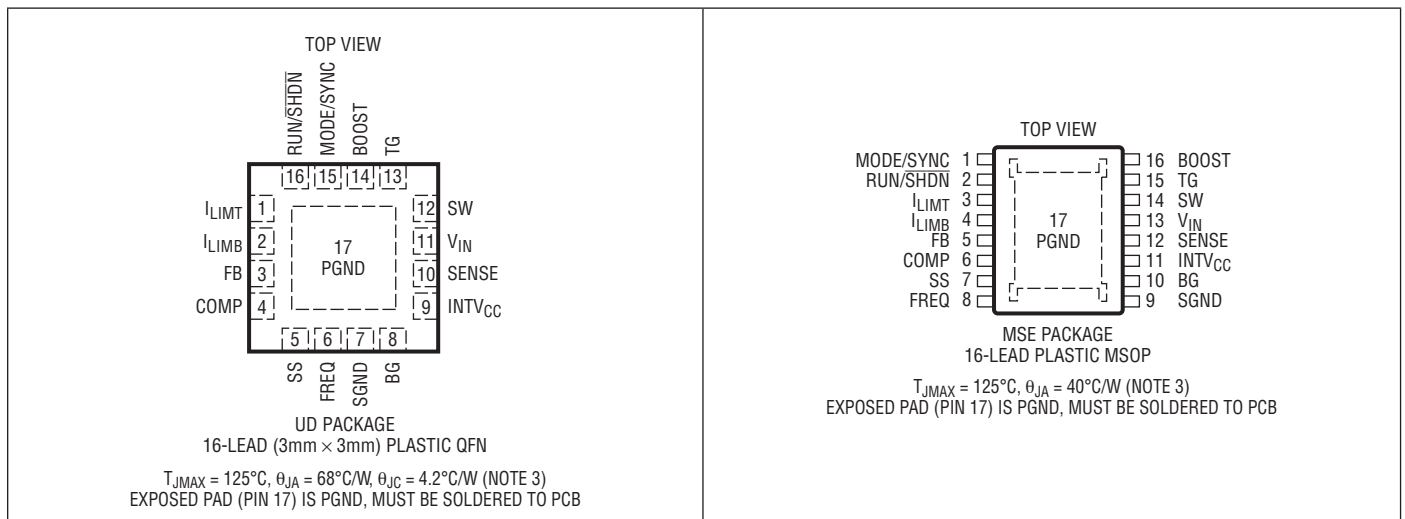 TOP VIEW
RUN/SHDN
MODE/SYNC
BOOST
TG
16 15 14 13
ILIMT 1
ILIMB 2
FB 3
COMP 4
12 SW
11 VIN
10 SENSE
9 INTVCC
17
PGND
5 6 7 8
SS
FREQ
SGND
BG
UD PACKAGE
16-LEAD (3mm × 3mm) PLASTIC QFN
TJMAX = 125°C, θJA = 68°C/W, θJC = 4.2°C/W (NOTE 3)
EXPOSED PAD (PIN 17) IS PGND, MUST BE SOLDERED TO PCB
TOP VIEW
MODE/SYNC 1
RUN/SHDN 2
ILIMT 3
ILIMB 4
FB 5
COMP 6
SS 7
FREQ 8
17
PGND
16 BOOST
15 TG
14 SW
13 VIN
12 SENSE
11 INTVCC
10 BG
9 SGND
MSE PACKAGE
16-LEAD PLASTIC MSOP
TJMAX = 125°C, θJA = 40°C/W (NOTE 3)
EXPOSED PAD (PIN 17) IS PGND, MUST BE SOLDERED TO PCB